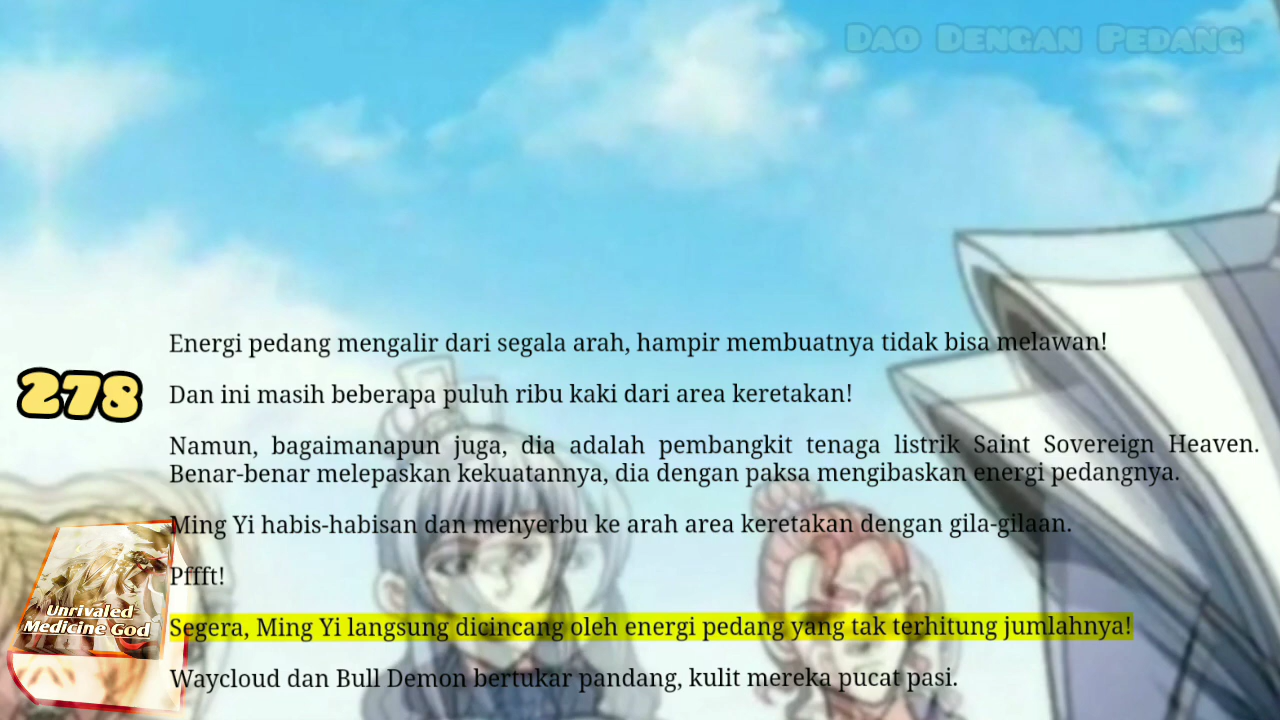 Dao Dengan Pedang
Energi pedang mengalir dari segala arah, hampir membuatnya tidak bisa melawan!
278
Dan ini masih beberapa puluh ribu kaki dari area keretakan!
Namun, bagaimanapun juga, dia adalah pembangkit tenaga listrik Saint Sovereign Heaven.
Benar-benar melepaskan kekuatannya, dia dengan paksa mengibaskan energi pedangnya.
Ming Yi habis-habisan dan menyerbu ke arah area keretakan dengan gila-gilaan.
Pffft!
Unrivaled
Medicine God
Segera, Ming Yi langsung dicincang oleh energi pedang yang tak terhitung jumlahnya!
Waycloud dan Bull Demon bertukar pandang, kulit mereka pucat pasi.